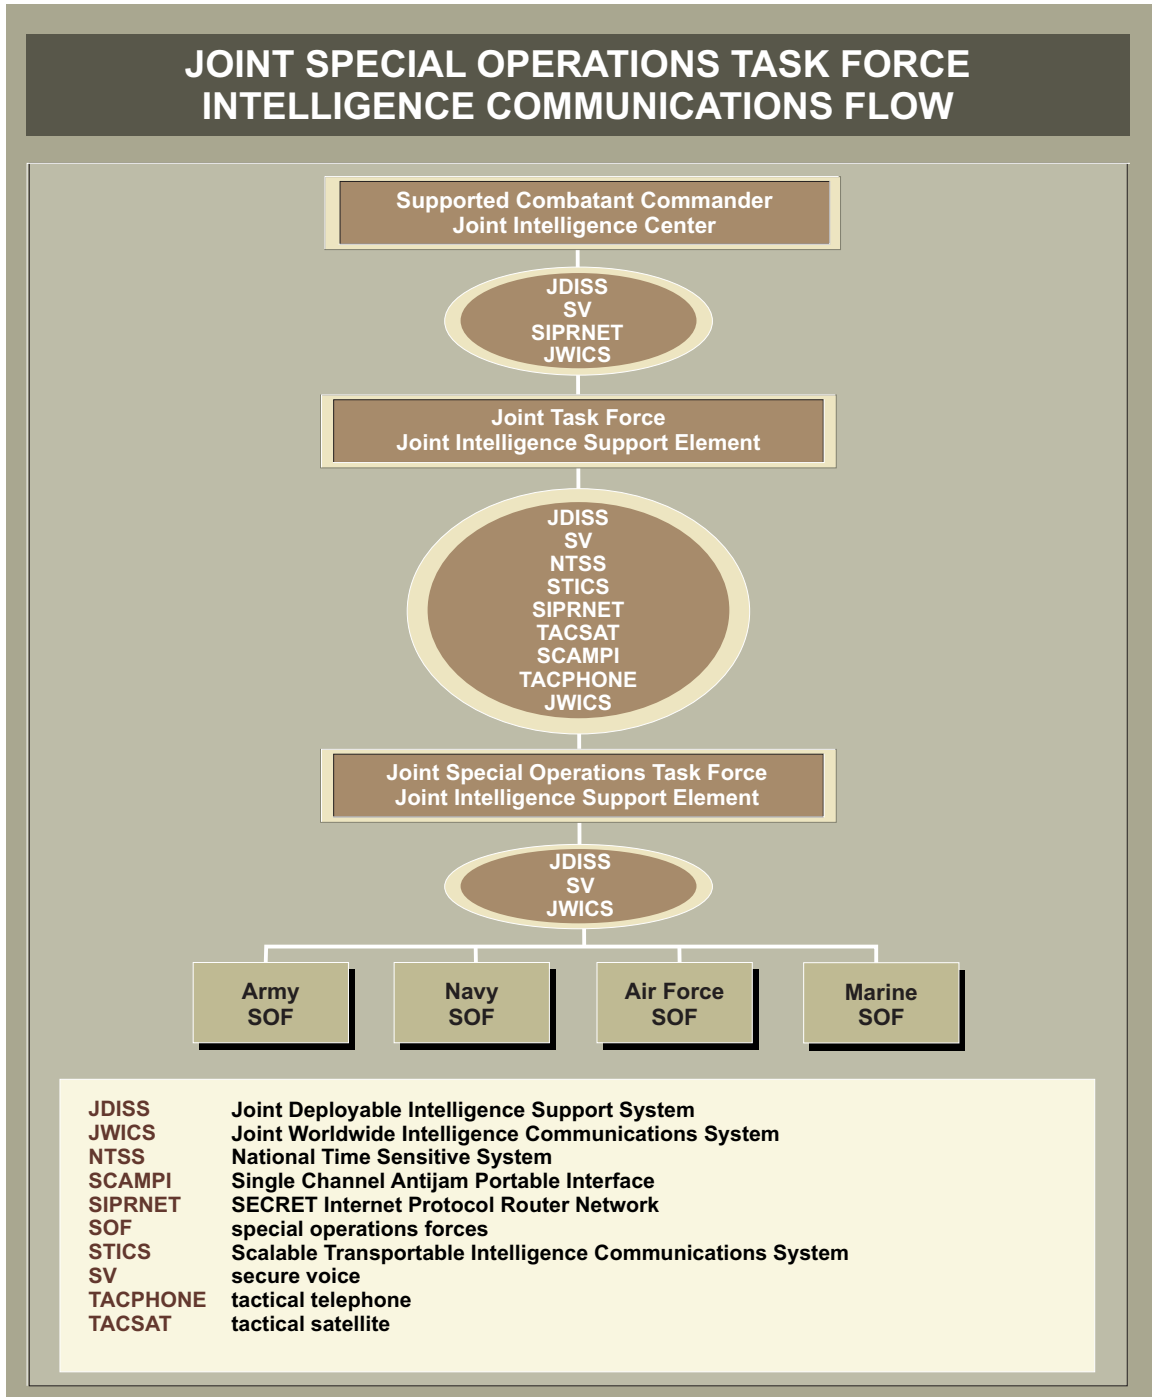 JOINT SPECIAL OPERATIONS TASK FORCE
INTELLIGENCE COMMUNICATIONS FLOW
Supported Combatant Commander
Joint Intelligence Center
JDISS
SV
SIPRNET
JWICS
Joint Task Force
Joint Intelligence Support Element
JDISS
SV
NTSS
STICS
SIPRNET
TACSAT
SCAMPI
TACPHONE
JWICS
Joint Special Operations Task Force
Joint Intelligence Support Element
JDISS
SV
JWICS
Army
SOF
Navy
SOF
Air Force
SOF
Marine
SOF
JDISS Joint Deployable Intelligence Support System
JWICS Joint Worldwide Intelligence Communications System
NTSS National Time Sensitive System
SCAMPI Single Channel Antijam Portable Interface
SIPRNET SECRET Internet Protocol Router Network
SOF special operations forces
STICS Scalable Transportable Intelligence Communications System
SV secure voice
TACPHONE tactical telephone
TACSAT tactical satellite